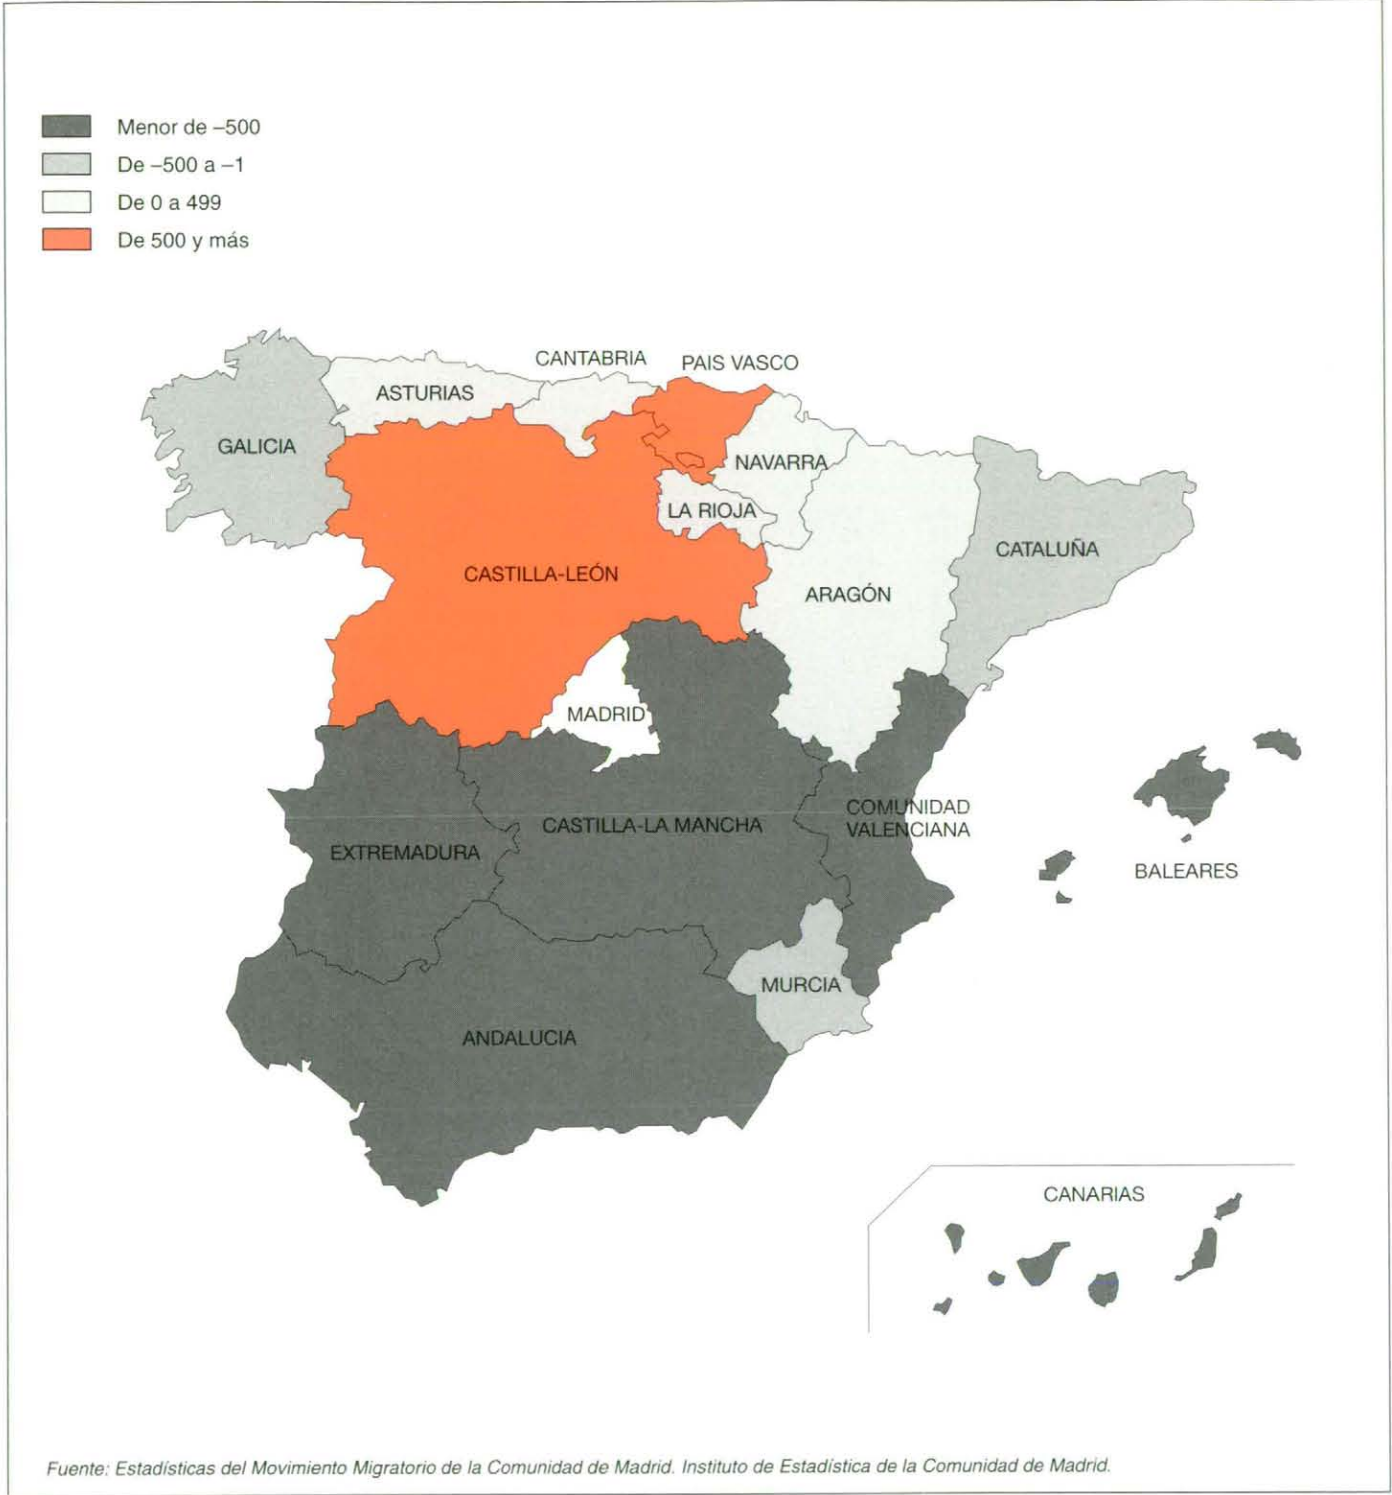 Menor de –500
De –500 a –1
De 0 a 499
De 500 y más
CANTABRIA
PAIS VASCO
ASTURIAS
GALICIA
NAVARRA
LA RIOJA
CATALUÑA
CASTILLA-LEÓN
ARAGÓN
MADRID
COMUNIDAD
VALENCIANA
CASTILLA-LA MANCHA
EXTREMADURA
BALEARES
MURCIA
ANDALUCIA
CANARIAS
Fuente: Estadísticas del Movimiento Migratorio de la Comunidad de Madrid. Instituto de Estadística de la Comunidad de Madrid.